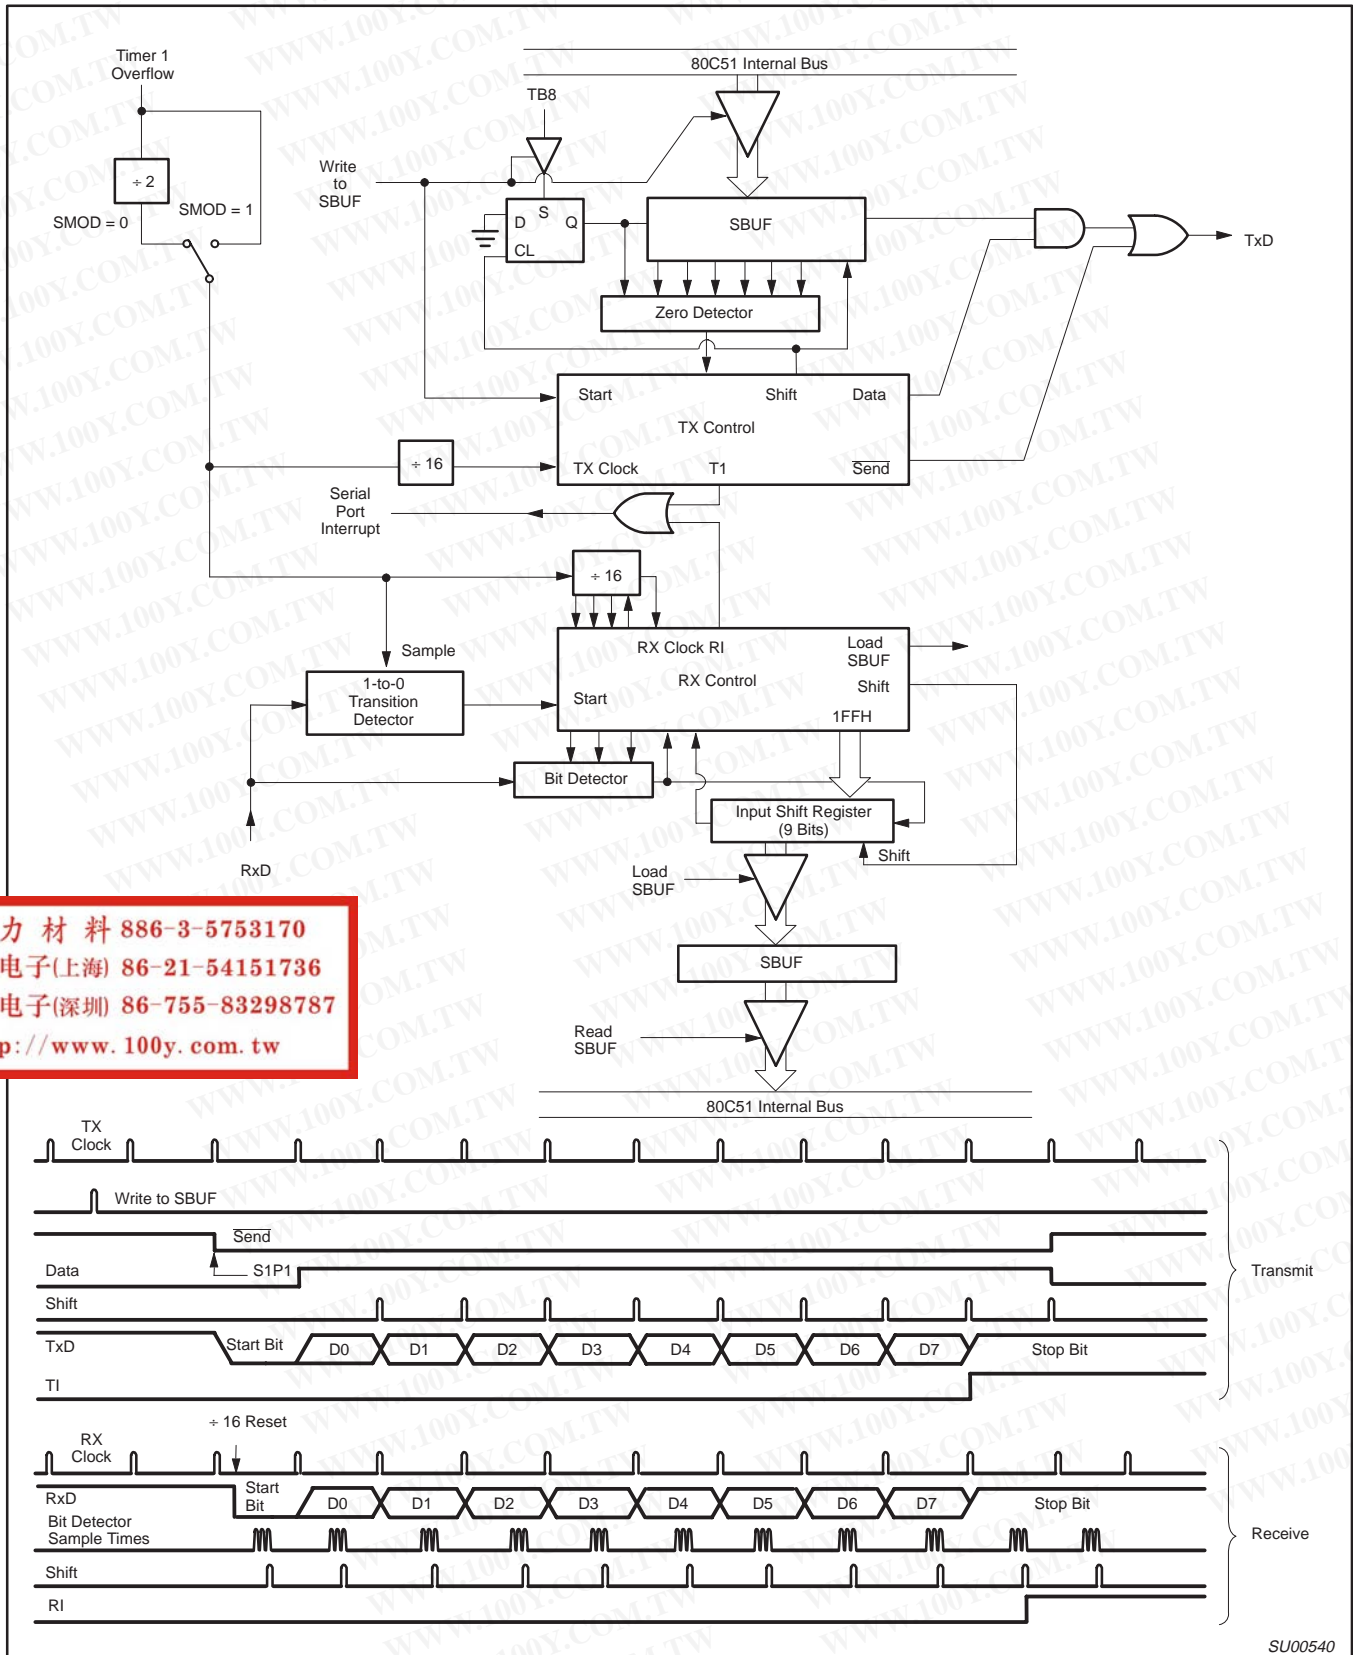 Timer 1
Overflow
80C51 Internal Bus
TB8
÷ 2
Write
to
SBUF
SMOD = 0
SMOD = 1
S
D
Q
CL
SBUF
TxD
Zero Detector
Start
Shift
Data
TX Control
÷ 16
TX Clock
T1
Send
Serial
Port
Interrupt
÷ 16
Sample
RX Clock RI
RX Control
Load
SBUF
Shift
Start
1FFH
1-to-0
Transition
Detector
Bit Detector
Input Shift Register
(9 Bits)
Shift
RxD
Load
SBUF
SBUF
Read
SBUF
80C51 Internal Bus
力 材 料 886-3-5753170
电子(上海) 86-21-54151736
电子(深圳) 86-755-83298787
p://www.100y.com.tw
TX
Clock
Write to SBUF
Send
Data
S1P1
Transmit
Shift
TxD
Start Bit
D0
D1
D2
D3
D4
D5
D6
D7
Stop Bit
TI
÷ 16 Reset
RX
Clock
RxD
Start
Bit
D0
D1
D2
D3
D4
D5
D6
D7
Stop Bit
Bit Detector
Sample Times
Receive
Shift
RI
SU00540
WWW.100Y.COM.TW